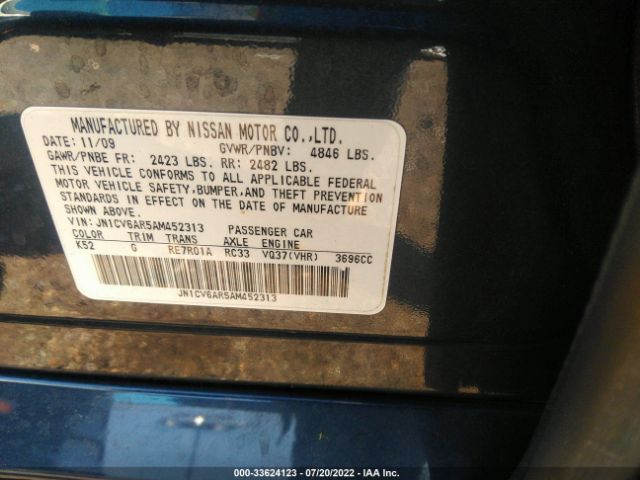 MANUFACTURED BY NISSAN MOTOR CO.,LTD.
DATE: 11/09 GVWR/PNBV: 4846 LBS.
GAWR/PNBE FR: 2423 LBS. RR: 2482 LBS.
THIS VEHICLE CONFORMS TO ALL APPLICABLE FEDERAL
MOTOR VEHICLE SAFETY,BUMPER,AND THEFT PREVENTION
STANDARDS IN EFFECT ON THE DATE OF MANUFACTURE
SHOWN ABOVE.
VIN: JN1CV6AR5AM452313 PASSENGER CAR
COLOR TRIM TRANS AXLE ENGINE
K52 G RE7R01A RC33 VQ37(VHR) 3696CC
JN1CV6AR5AM452313
000-33624123 — 07/20/2022 — IAA Inc.